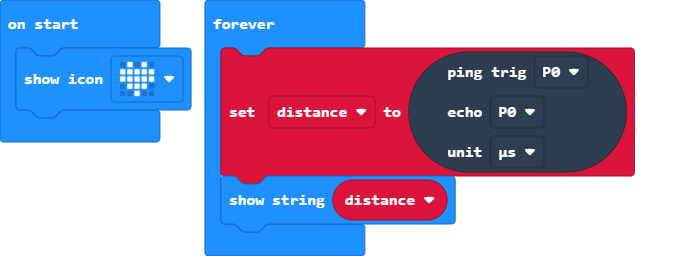 on start
show icon
forever
set distance to
ping trig P0
echo P0
unit µs
show string distance